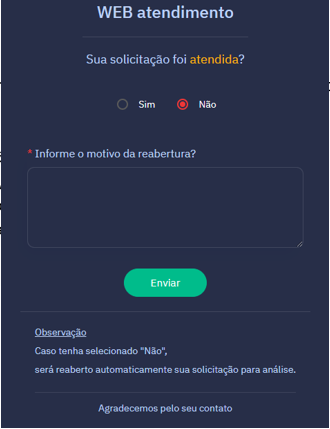 WEB atendimento
Sua solicitação foi atendida?
Sim
Não
* Informe o motivo da reabertura?
Enviar
Observação
Caso tenha selecionado "Não",
será reaberto automaticamente sua solicitação para análise.
Agradecemos pelo seu contato